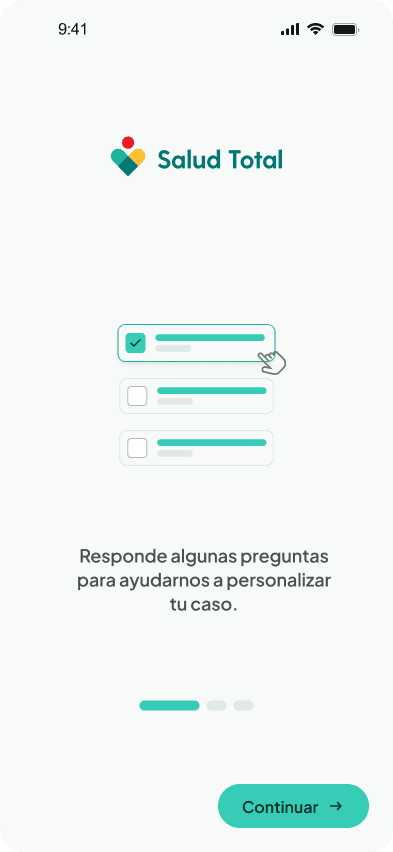 9:41
Salud Total
Responde algunas preguntas
para ayudarnos a personalizar
tu caso.
Continuar →